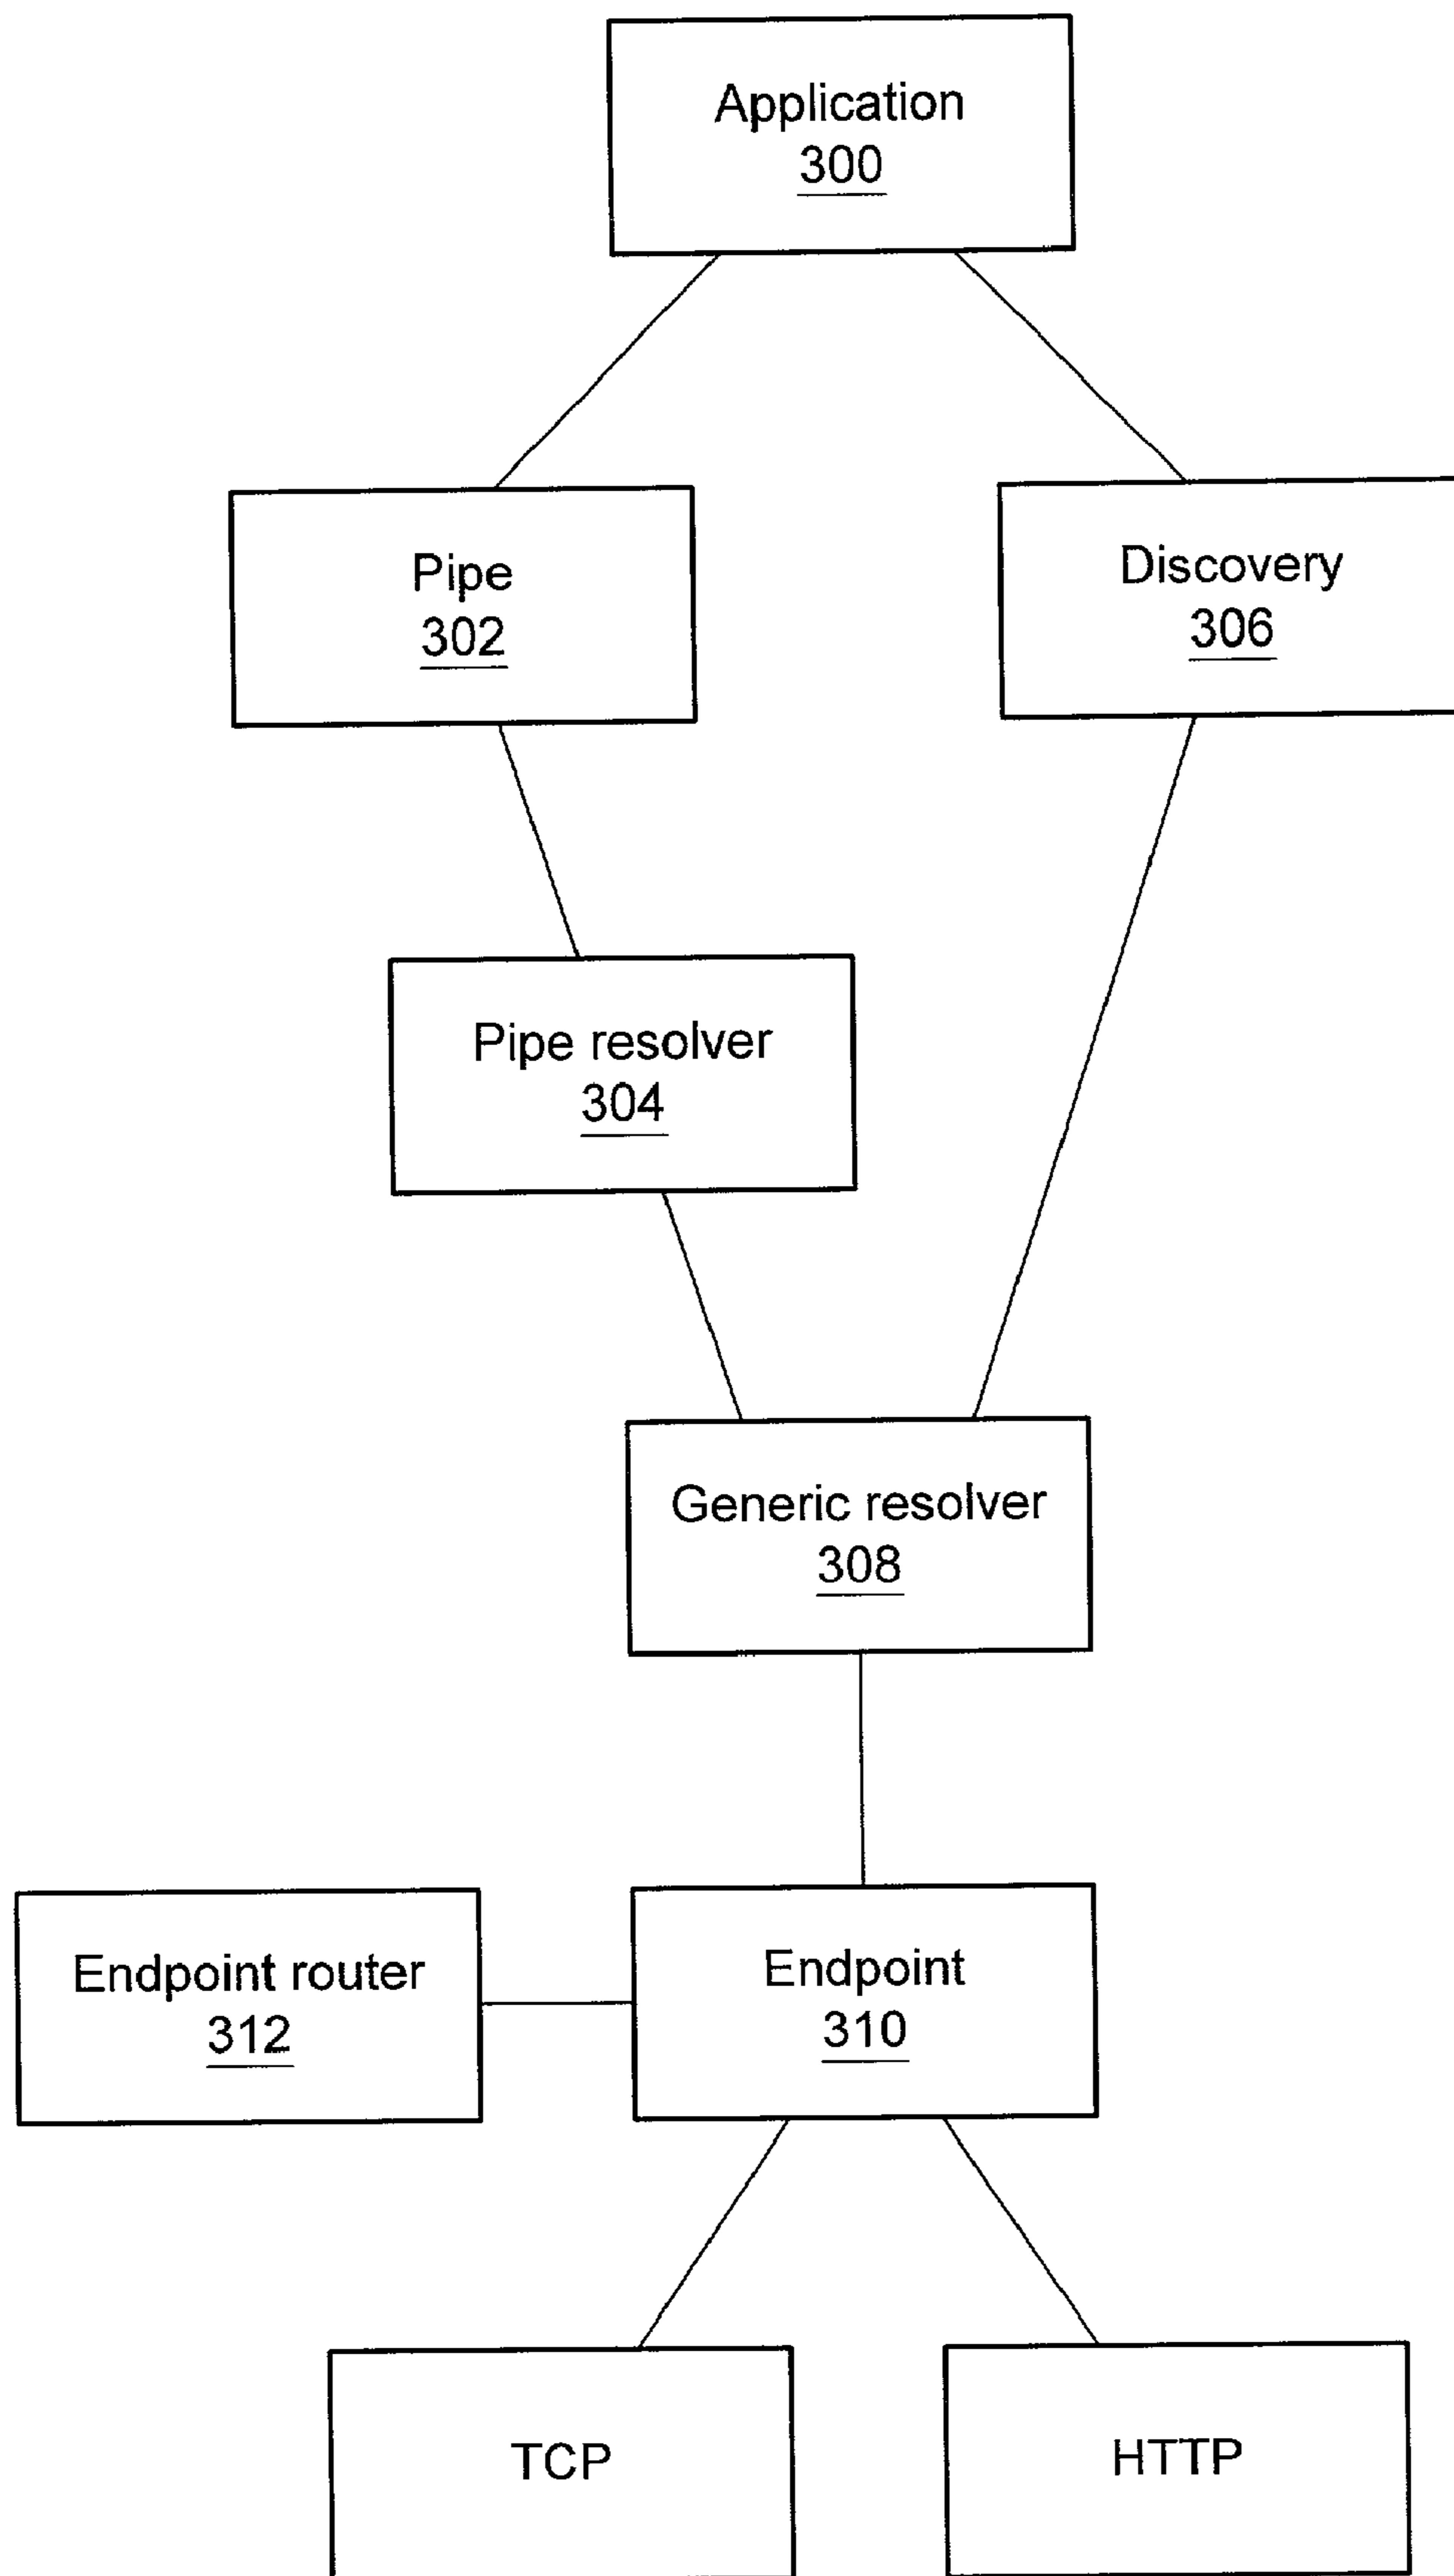 Application
300
Pipe
302
Discovery
306
Pipe resolver
304
Generic resolver
308
Endpoint router
312
Endpoint
310
TCP
HTTP